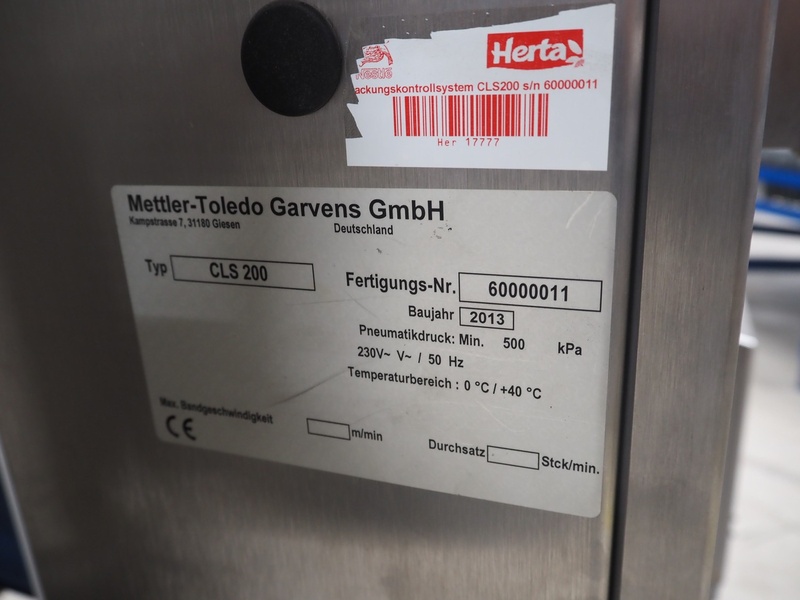 Herta
Nestlé
ackungskontrollsystem CLS200 s/n 60000011
Her 17777
Mettler-Toledo Garvens GmbH
Kampstrasse 7, 31180 Giesen
Deutschland
Typ CLS 200
Fertigungs-Nr. 60000011
Baujahr 2013
Pneumatikdruck: Min. 500 kPa
230V~ V~ / 50 Hz
Temperaturbereich : 0 °C / +40 °C
Max. Bandgeschwindigkeit m/min
CE
Durchsatz Stck/min.